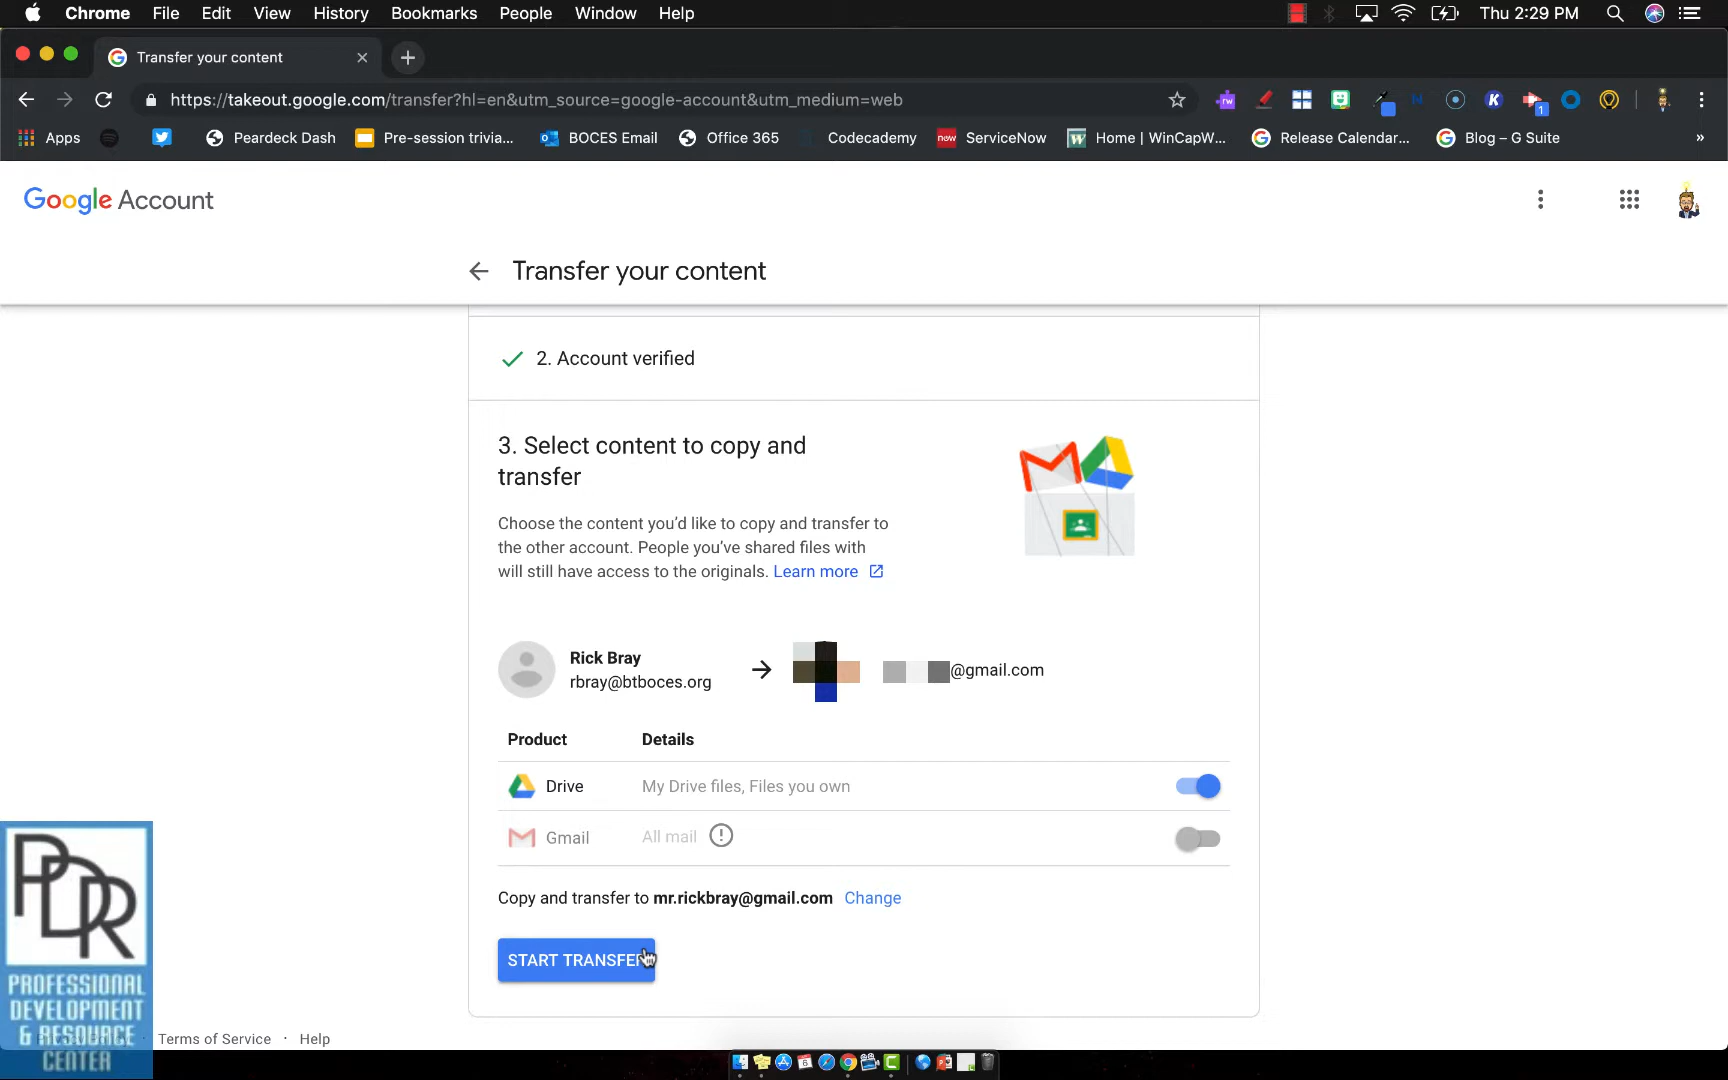 Chrome File Edit View History Bookmarks People Window Help Thu 2:29 PM
Transfer your content
https://takeout.google.com/transfer?hl=en&utm_source=google-account&utm_medium=web
Apps Peardeck Dash Pre-session trivia... BOCES Email Office 365 Codecademy ServiceNow Home | WinCapW... Release Calendar... Blog – G Suite »
Google Account
Transfer your content
2. Account verified
3. Select content to copy and
transfer
Choose the content you’d like to copy and transfer to
the other account. People you’ve shared files with
will still have access to the originals. Learn more
Rick Bray
rbray@btboces.org
@gmail.com
Product Details
Drive My Drive files, Files you own
Gmail All mail
Copy and transfer to mr.rickbray@gmail.com Change
START TRANSFER
PDR
PROFESSIONAL
DEVELOPMENT
& RESOURCE
CENTER
Terms of Service · Help